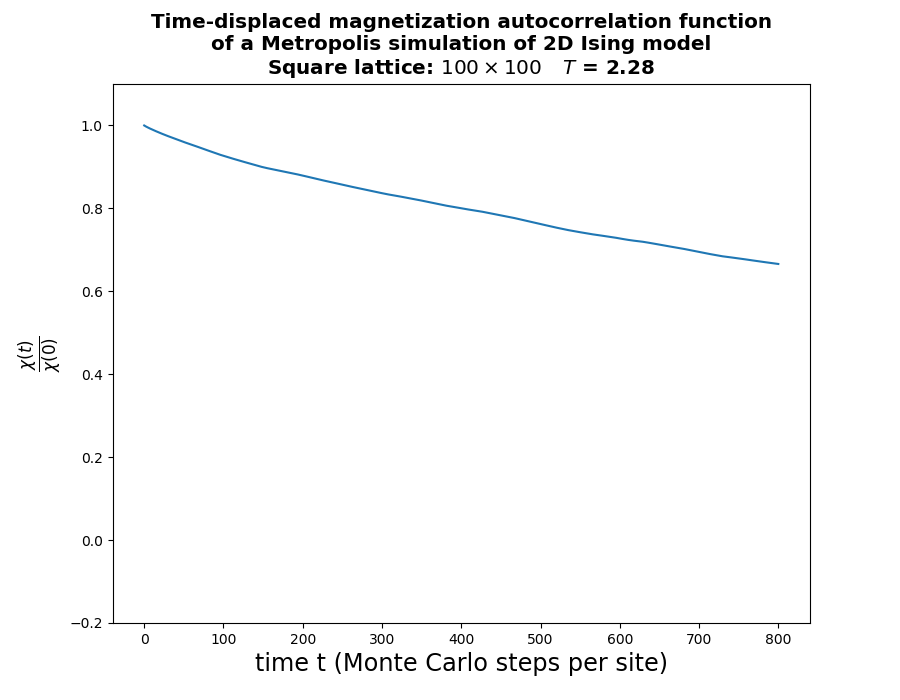 Time-displaced magnetization autocorrelation function
of a Metropolis simulation of 2D Ising model
Square lattice: 100 × 100 T = 2.28
χ(t)
χ(0)
1.0
0.8
0.6
0.4
0.2
0.0
−0.2
0 100 200 300 400 500 600 700 800
time t (Monte Carlo steps per site)